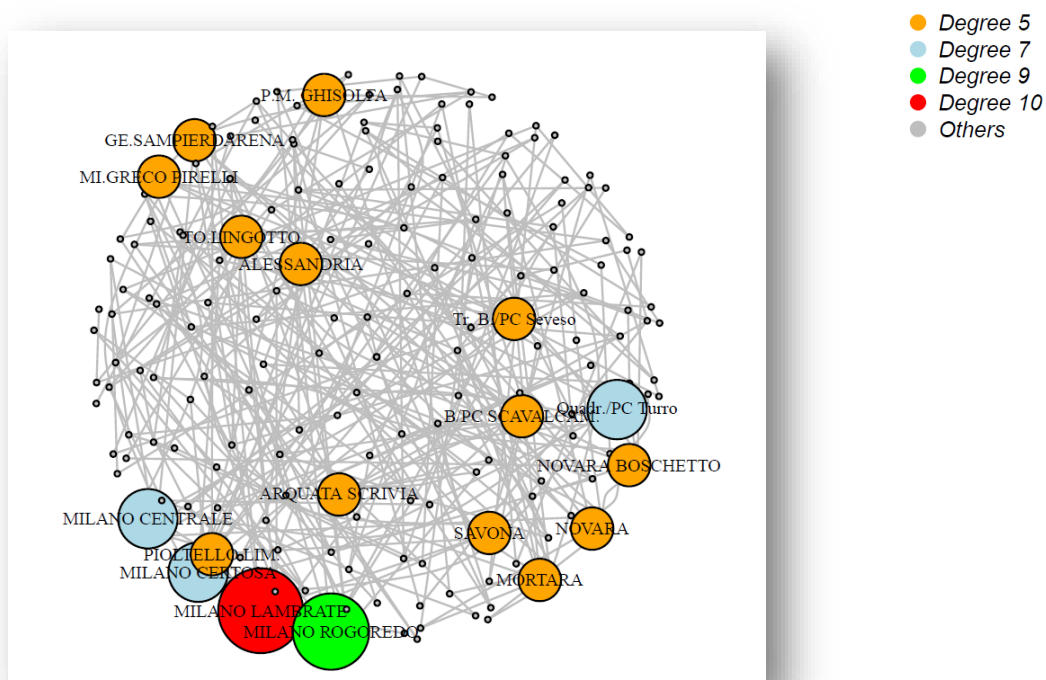 Degree 5
Degree 7
Degree 9
Degree 10
Others
P.M. GHISOLFA
GE.SAMPIERDARENA
MI.GRECO PIRELLI
TO.LINGOTTO
ALESSANDRIA
Tr. B./PC Seveso
Quadr./PC Turro
B/PC SCAVALCAM.
NOVARA BOSCHETTO
ARQUATA SCRIVIA
MILANO CENTRALE
SAVONA
NOVARA
PIOLTELLO LIM.
MILANO CERTOSA
MORTARA
MILANO LAMBRATE
MILANO ROGOREDO